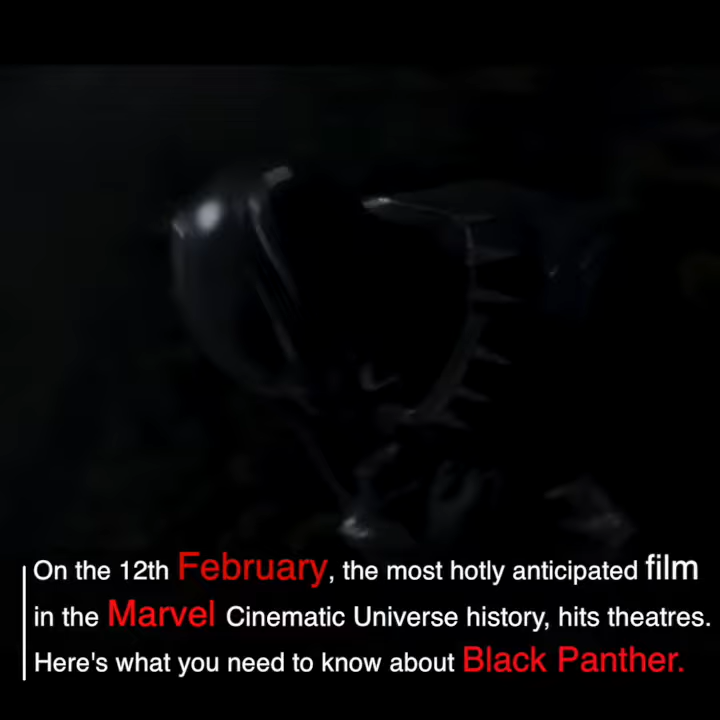 On the 12th February, the most hotly anticipated film
in the Marvel Cinematic Universe history, hits theatres.
Here's what you need to know about Black Panther.